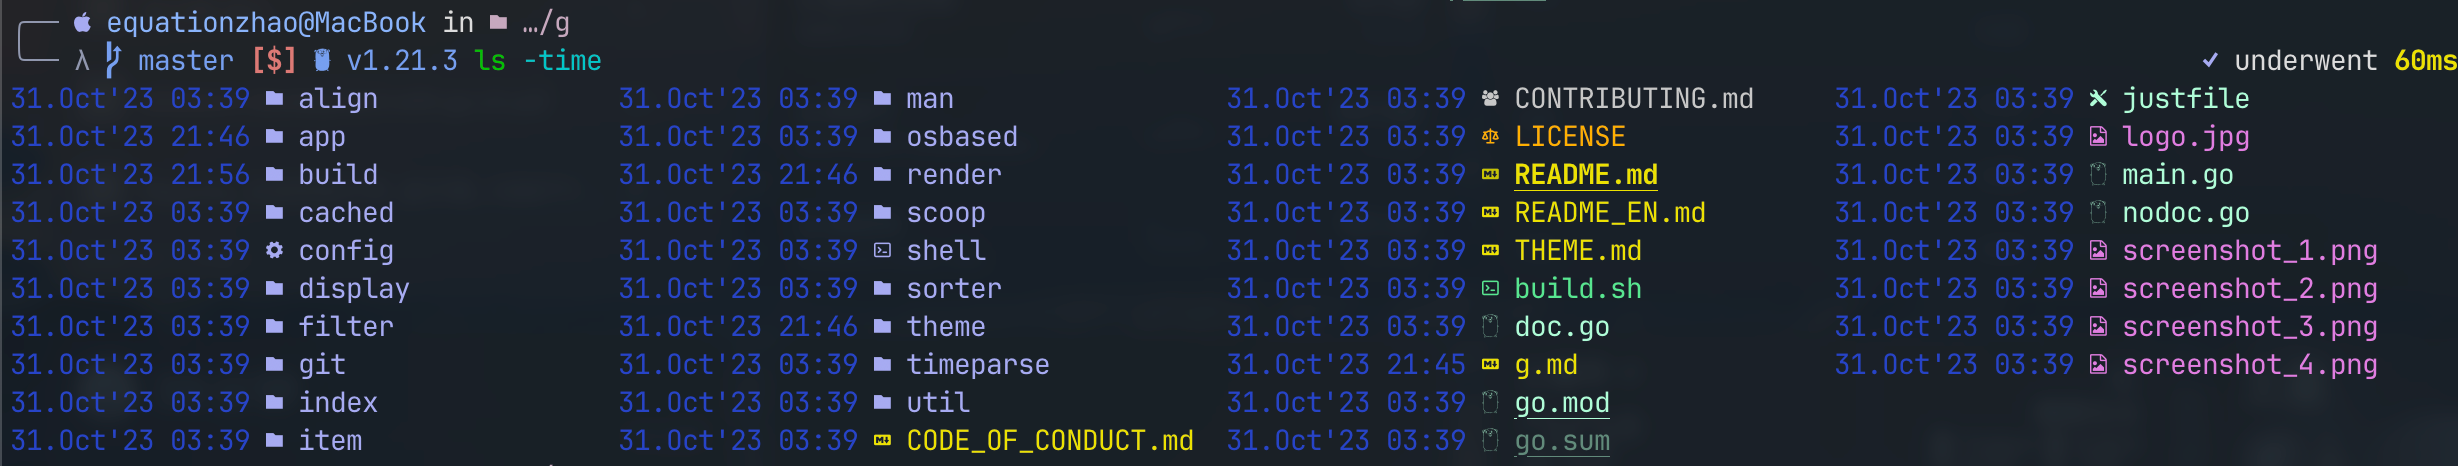 equationzhao@MacBook in …/g
λ master [$] v1.21.3 ls -time ✓ underwent 60ms
31.Oct'23 03:39 align 31.Oct'23 03:39 man 31.Oct'23 03:39 CONTRIBUTING.md 31.Oct'23 03:39 justfile
31.Oct'23 21:46 app 31.Oct'23 03:39 osbased 31.Oct'23 03:39 LICENSE 31.Oct'23 03:39 logo.jpg
31.Oct'23 21:56 build 31.Oct'23 21:46 render 31.Oct'23 03:39 README.md 31.Oct'23 03:39 main.go
31.Oct'23 03:39 cached 31.Oct'23 03:39 scoop 31.Oct'23 03:39 README_EN.md 31.Oct'23 03:39 nodoc.go
31.Oct'23 03:39 config 31.Oct'23 03:39 shell 31.Oct'23 03:39 THEME.md 31.Oct'23 03:39 screenshot_1.png
31.Oct'23 03:39 display 31.Oct'23 03:39 sorter 31.Oct'23 03:39 build.sh 31.Oct'23 03:39 screenshot_2.png
31.Oct'23 03:39 filter 31.Oct'23 21:46 theme 31.Oct'23 03:39 doc.go 31.Oct'23 03:39 screenshot_3.png
31.Oct'23 03:39 git 31.Oct'23 03:39 timeparse 31.Oct'23 21:45 g.md 31.Oct'23 03:39 screenshot_4.png
31.Oct'23 03:39 index 31.Oct'23 03:39 util 31.Oct'23 03:39 go.mod
31.Oct'23 03:39 item 31.Oct'23 03:39 CODE_OF_CONDUCT.md 31.Oct'23 03:39 go.sum